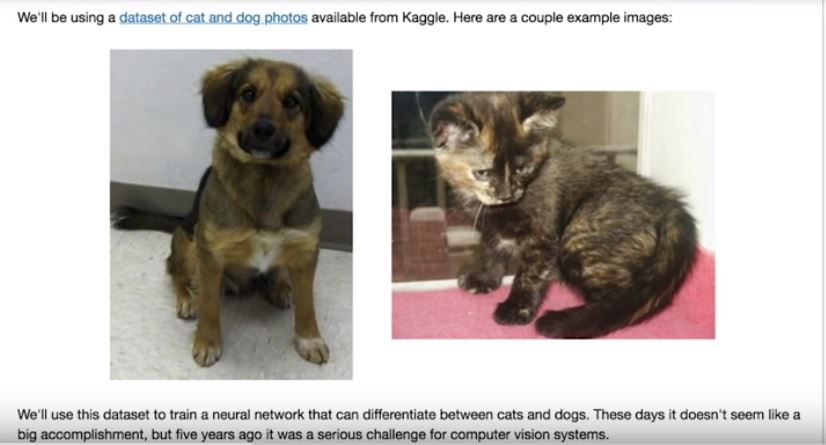 We'll be using a dataset of cat and dog photos available from Kaggle. Here are a couple example images:
We'll use this dataset to train a neural network that can differentiate between cats and dogs. These days it doesn't seem like a
big accomplishment, but five years ago it was a serious challenge for computer vision systems.